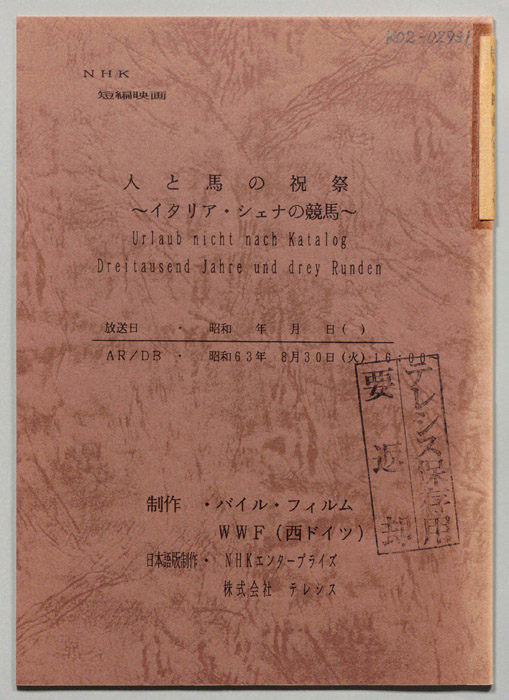 R02-02931
NHK
短編映画
人と馬の祝祭
〜イタリア・シェナの競馬〜
Urlaub nicht nach Katalog
Dreitausend Jahre und drey Runden
放送日 ・ 昭和 年 月 日( )
AR/DB ・ 昭和63年 8月30日(火)16:00~
テレシス保存用
要返却
制作 ・バイル・フィルム
WWF(西ドイツ)
日本語版制作・ NHKエンタープライズ
株式会社 テレシス